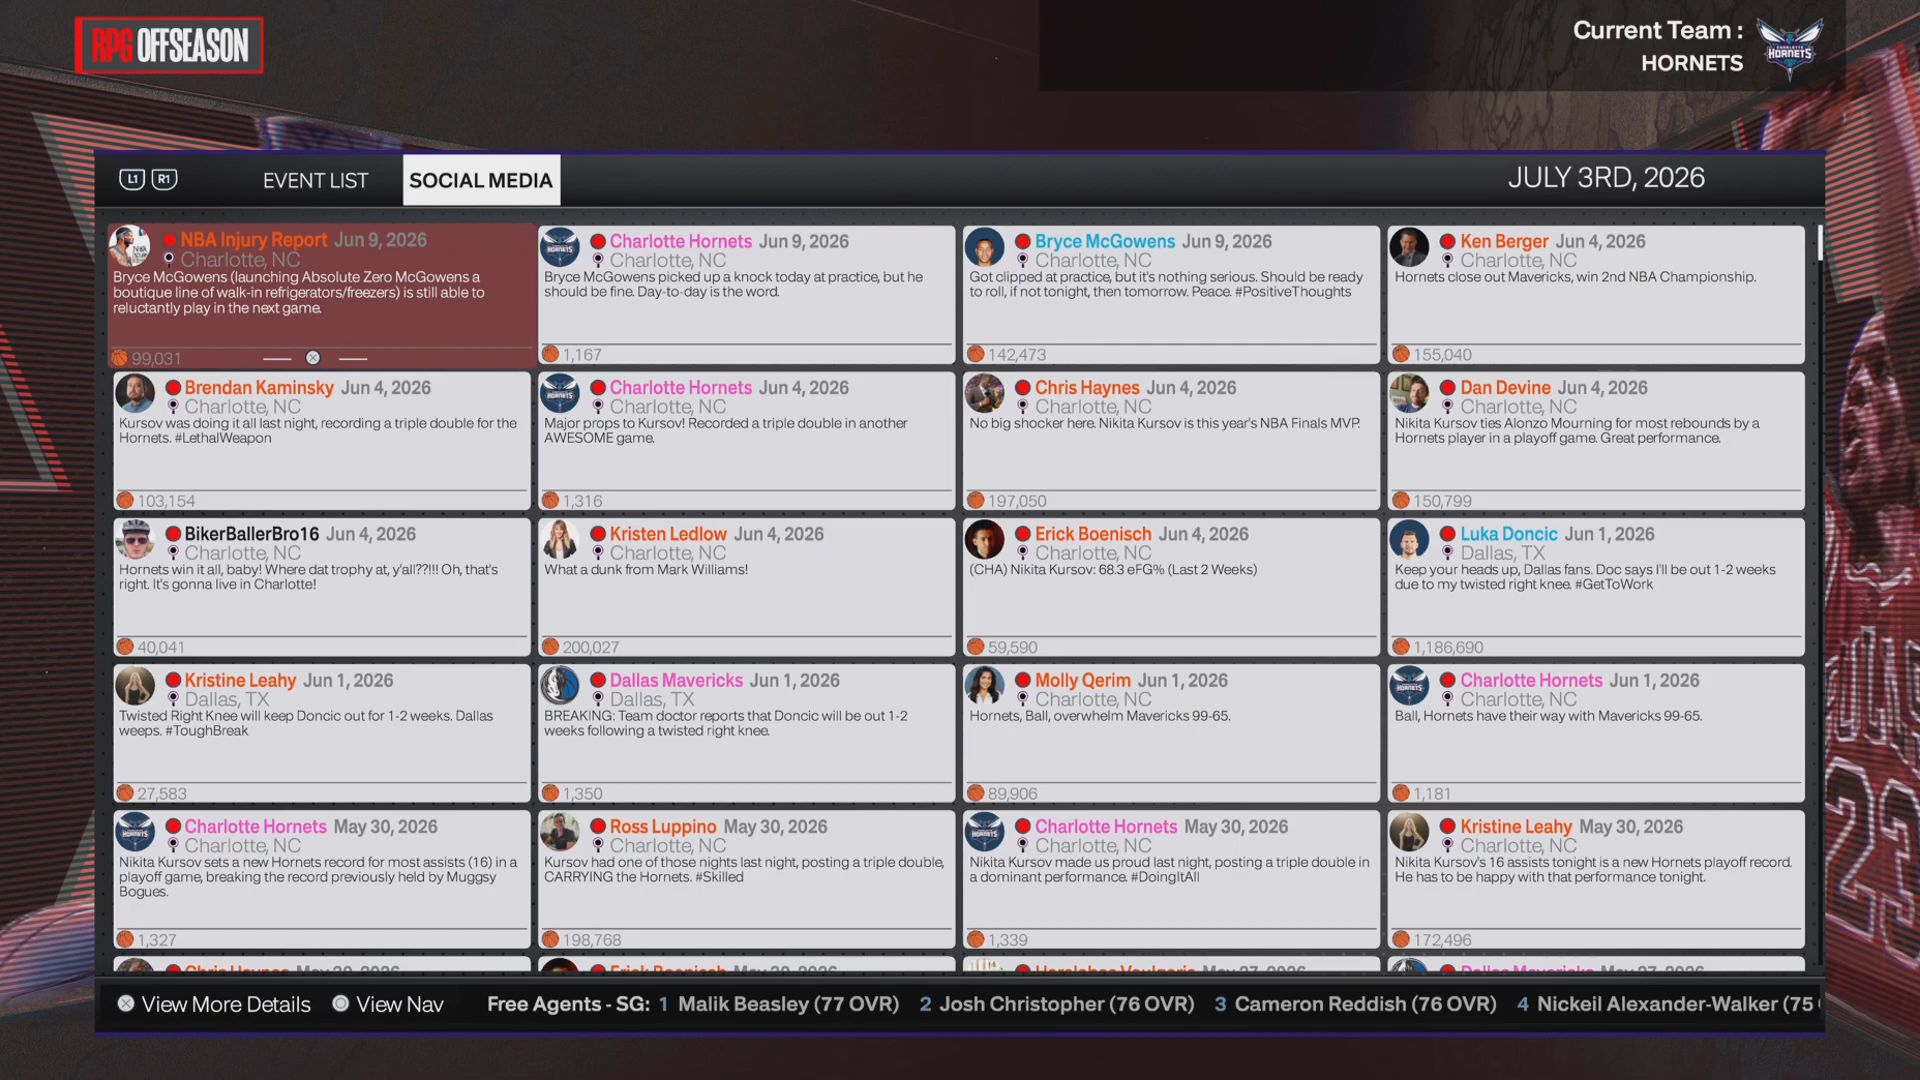 RPG OFFSEASON
Current Team :
HORNETS
CHARLOTTE
HORNETS
L1 R1
EVENT LIST
SOCIAL MEDIA
JULY 3RD, 2026
NBA Injury Report Jun 9, 2026
Charlotte, NC
Bryce McGowens (launching Absolute Zero McGowens a
boutique line of walk-in refrigerators/freezers) is still able to
reluctantly play in the next game.
99,031
Charlotte Hornets Jun 9, 2026
Charlotte, NC
Bryce McGowens picked up a knock today at practice, but he
should be fine. Day-to-day is the word.
1,167
Bryce McGowens Jun 9, 2026
Charlotte, NC
Got clipped at practice, but it's nothing serious. Should be ready
to roll, if not tonight, then tomorrow. Peace. #PositiveThoughts
142,473
Ken Berger Jun 4, 2026
Charlotte, NC
Hornets close out Mavericks, win 2nd NBA Championship.
155,040
Brendan Kaminsky Jun 4, 2026
Charlotte, NC
Kursov was doing it all last night, recording a triple double for the
Hornets. #LethalWeapon
103,154
Charlotte Hornets Jun 4, 2026
Charlotte, NC
Major props to Kursov! Recorded a triple double in another
AWESOME game.
1,316
Chris Haynes Jun 4, 2026
Charlotte, NC
No big shocker here. Nikita Kursov is this year's NBA Finals MVP.
197,050
Dan Devine Jun 4, 2026
Charlotte, NC
Nikita Kursov ties Alonzo Mourning for most rebounds by a
Hornets player in a playoff game. Great performance.
150,799
BikerBallerBro16 Jun 4, 2026
Charlotte, NC
Hornets win it all, baby! Where dat trophy at, y'all??!!! Oh, that's
right. It's gonna live in Charlotte!
40,041
Kristen Ledlow Jun 4, 2026
Charlotte, NC
What a dunk from Mark Williams!
200,027
Erick Boenisch Jun 4, 2026
Charlotte, NC
(CHA) Nikita Kursov: 68.3 eFG% (Last 2 Weeks)
59,590
Luka Doncic Jun 1, 2026
Dallas, TX
Keep your heads up, Dallas fans. Doc says I'll be out 1-2 weeks
due to my twisted right knee. #GetToWork
1,186,690
Kristine Leahy Jun 1, 2026
Dallas, TX
Twisted Right Knee will keep Doncic out for 1-2 weeks. Dallas
weeps. #ToughBreak
27,583
Dallas Mavericks Jun 1, 2026
Dallas, TX
BREAKING: Team doctor reports that Doncic will be out 1-2
weeks following a twisted right knee.
1,350
Molly Qerim Jun 1, 2026
Charlotte, NC
Hornets, Ball, overwhelm Mavericks 99-65.
89,906
Charlotte Hornets Jun 1, 2026
Charlotte, NC
Ball, Hornets have their way with Mavericks 99-65.
1,181
Charlotte Hornets May 30, 2026
Charlotte, NC
Nikita Kursov sets a new Hornets record for most assists (16) in a
playoff game, breaking the record previously held by Muggsy
Bogues.
1,327
Ross Luppino May 30, 2026
Charlotte, NC
Kursov had one of those nights last night, posting a triple double,
CARRYING the Hornets. #Skilled
198,768
Charlotte Hornets May 30, 2026
Charlotte, NC
Nikita Kursov made us proud last night, posting a triple double in
a dominant performance. #DoingItAll
1,339
Kristine Leahy May 30, 2026
Charlotte, NC
Nikita Kursov's 16 assists tonight is a new Hornets playoff record.
He has to be happy with that performance tonight.
172,496
View More Details
View Nav
Free Agents - SG: 1 Malik Beasley (77 OVR) 2 Josh Christopher (76 OVR) 3 Cameron Reddish (76 OVR) 4 Nickeil Alexander-Walker (75
23